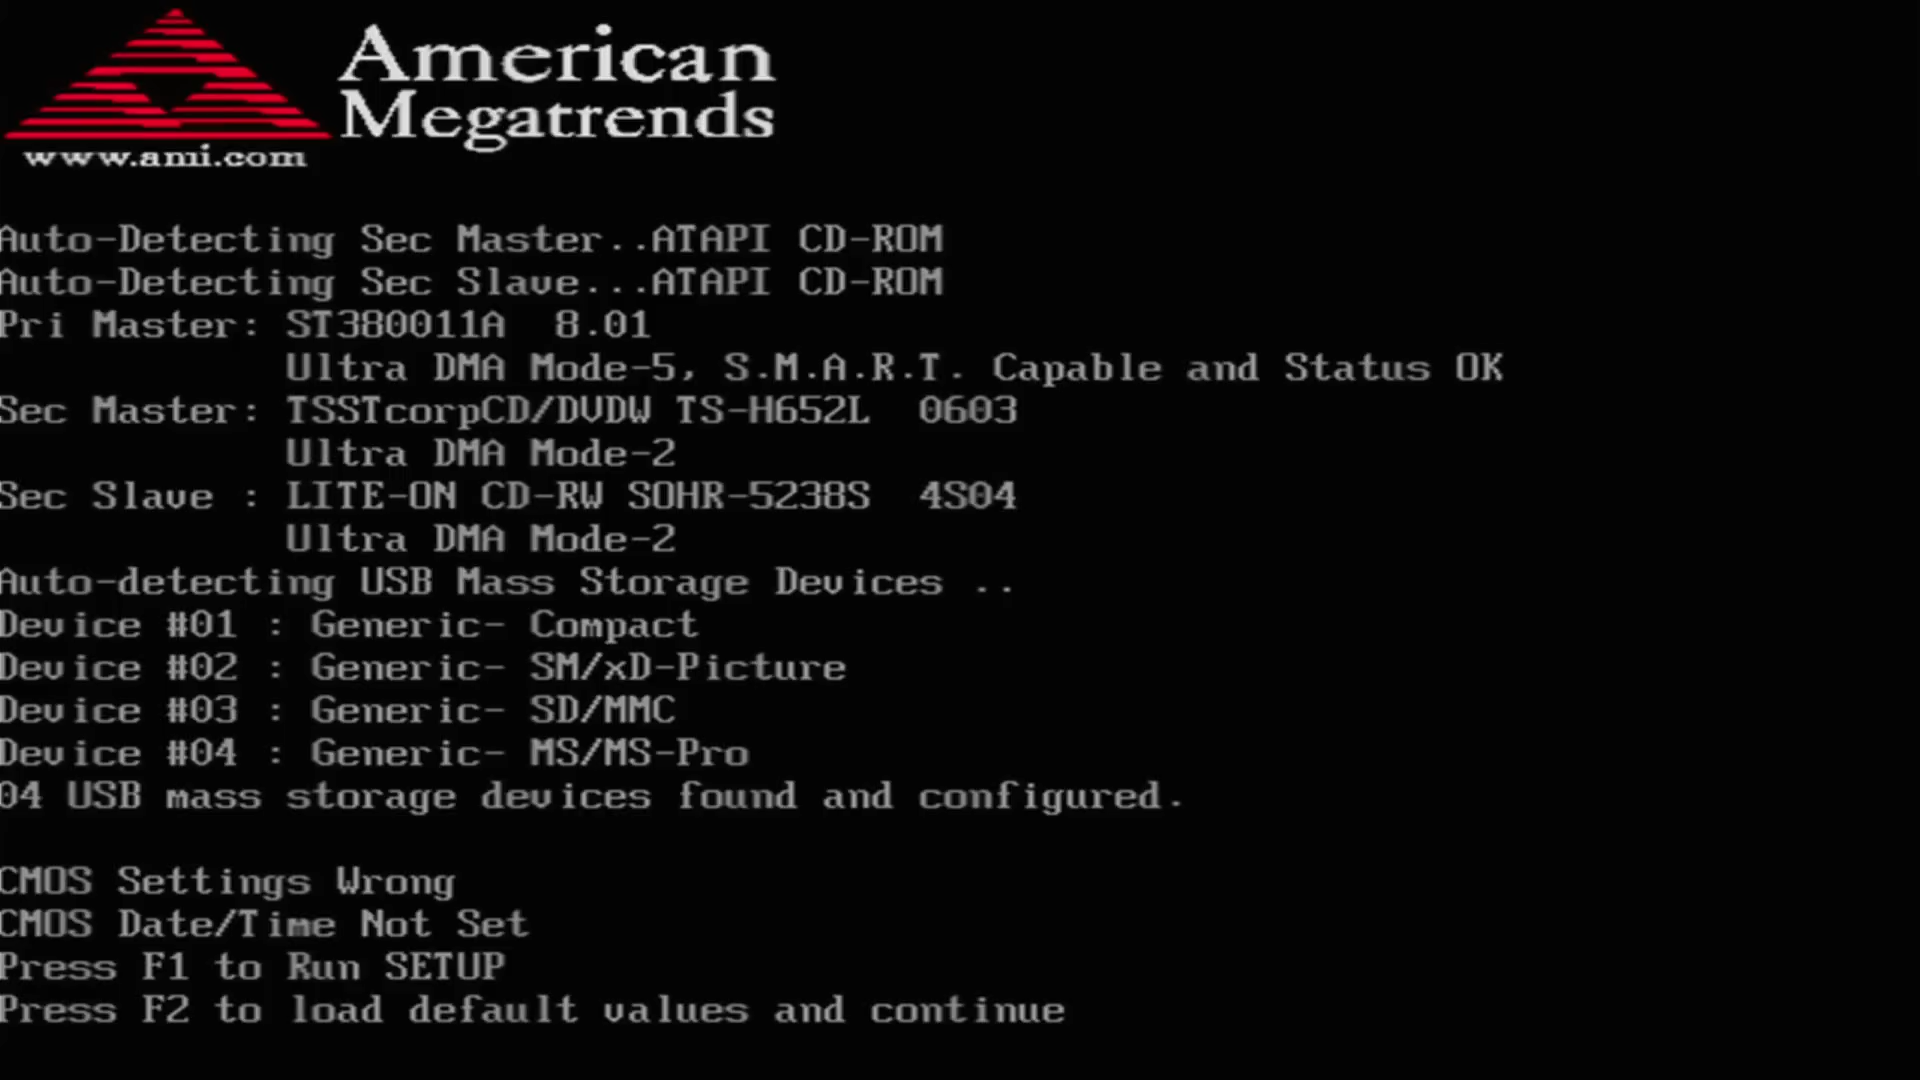 American
Megatrends
www.ami.com
Auto-Detecting Sec Master..ATAPI CD-ROM
Auto-Detecting Sec Slave...ATAPI CD-ROM
Pri Master: ST380011A  8.01
Ultra DMA Mode-5, S.M.A.R.T. Capable and Status OK
Sec Master: TSSTcorpCD/DVDW TS-H652L  0603
Ultra DMA Mode-2
Sec Slave : LITE-ON CD-RW SOHR-5238S  4S04
Ultra DMA Mode-2
Auto-detecting USB Mass Storage Devices ..
Device #01 : Generic- Compact
Device #02 : Generic- SM/xD-Picture
Device #03 : Generic- SD/MMC
Device #04 : Generic- MS/MS-Pro
04 USB mass storage devices found and configured.
CMOS Settings Wrong
CMOS Date/Time Not Set
Press F1 to Run SETUP
Press F2 to load default values and continue